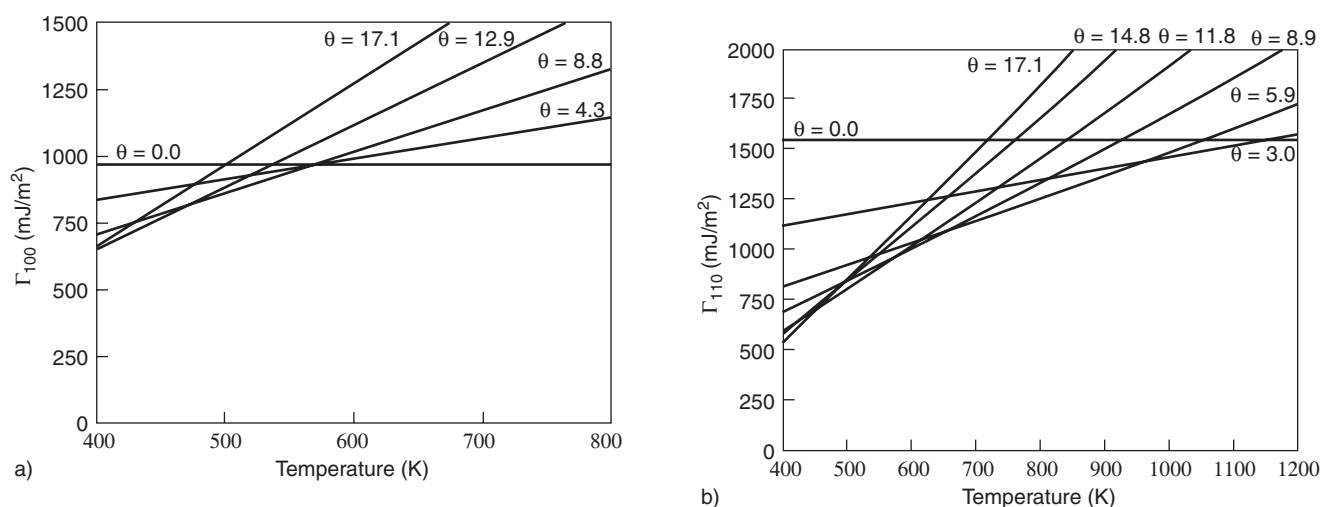 1500
1250
1000
750
500
250
0
Γ100 (mJ/m2)
θ = 17.1
θ = 12.9
θ = 8.8
θ = 4.3
θ = 0.0
400
500
600
700
800
Temperature (K)
a)
2000
1750
1500
1250
1000
750
500
250
0
Γ110 (mJ/m2)
θ = 14.8
θ = 11.8
θ = 8.9
θ = 17.1
θ = 5.9
θ = 0.0
θ = 3.0
400
500
600
700
800
900
1000
1100
1200
Temperature (K)
b)